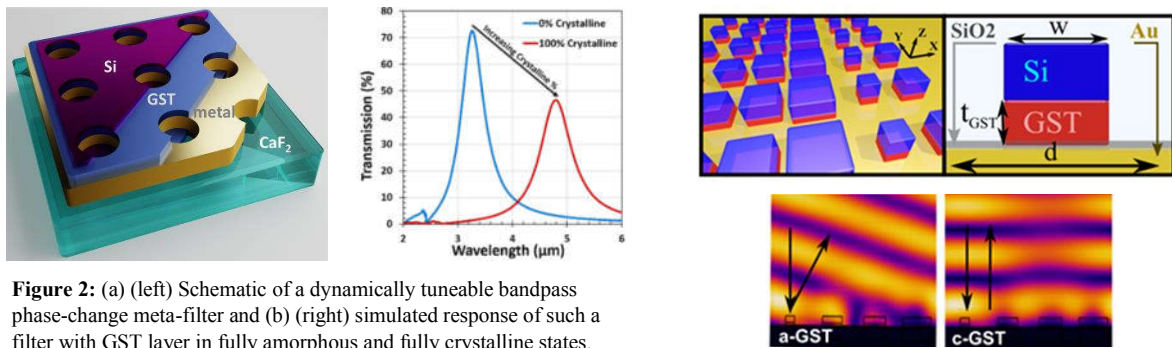 Si
GST
metal
CaF2
Transmission (%)
80
70
60
50
40
30
20
10
0
0% Crystalline
100% Crystalline
Increasing Crystalline %
2
3
4
5
6
Wavelength (μm)
Figure 2: (a) (left) Schematic of a dynamically tuneable bandpass
phase-change meta-filter and (b) (right) simulated response of such a
filter with GST layer in fully amorphous and fully crystalline states.
Y
Z
X
SiO2
W
Au
Si
tGST
GST
d
a-GST
c-GST